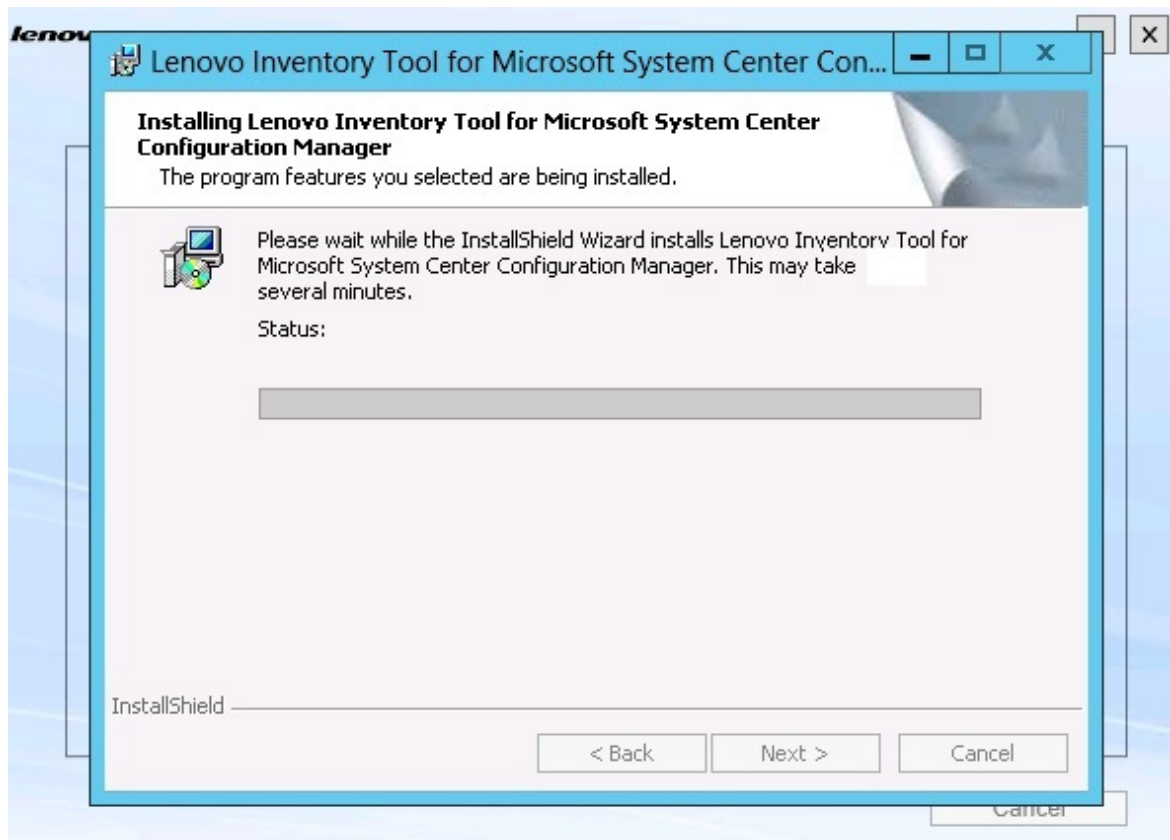 lenov
Lenovo Inventory Tool for Microsoft System Center Con...
X
X
Installing Lenovo Inventory Tool for Microsoft System Center
Configuration Manager
The program features you selected are being installed.
Please wait while the InstallShield Wizard installs Lenovo Inventory Tool for
Microsoft System Center Configuration Manager. This may take
several minutes.
Status:
InstallShield
< Back Next > Cancel
Cancel